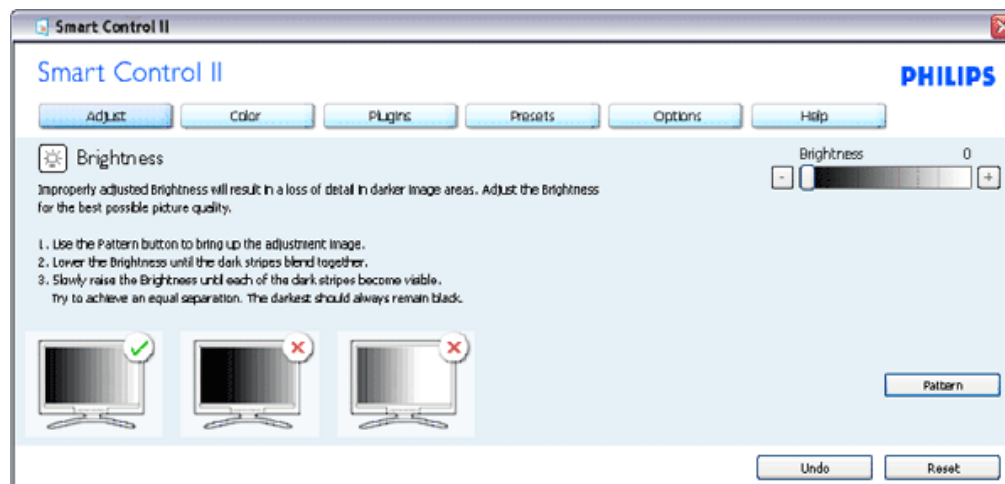 Smart Control II
Smart Control II
PHILIPS
Adjust
Color
Plugins
Presets
Options
Help
Brightness
Brightness 0
Improperly adjusted Brightness will result in a loss of detail in darker image areas. Adjust the Brightness
for the best possible picture quality.
1. Use the Pattern button to bring up the adjustment image.
2. Lower the Brightness until the dark stripes blend together.
3. Slowly raise the Brightness until each of the dark stripes become visible.
Try to achieve an equal separation. The darkest should always remain black.
Pattern
Undo
Reset